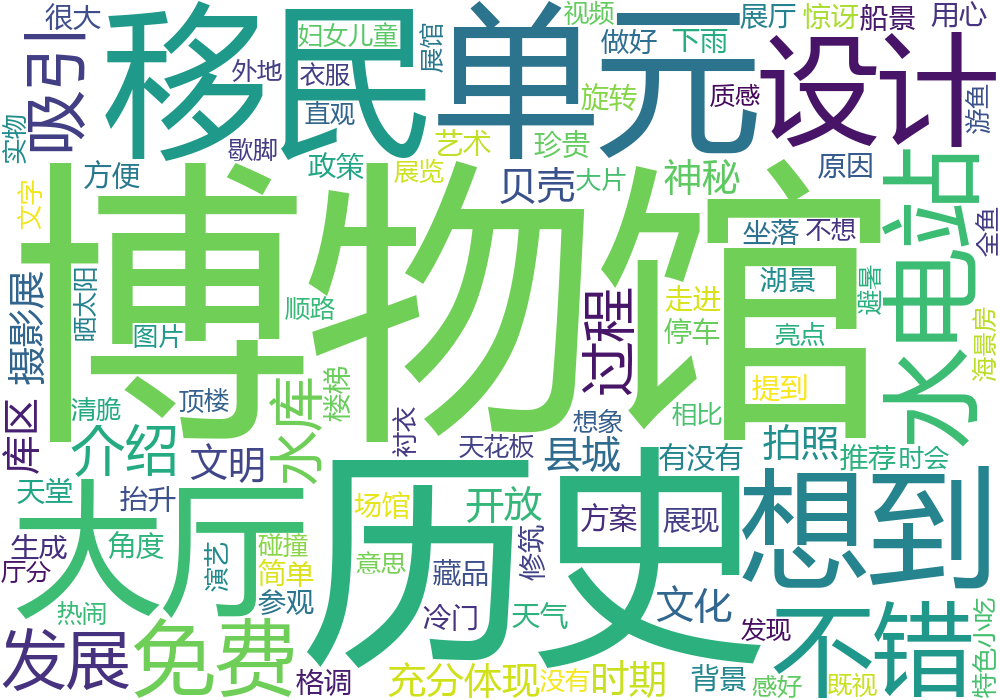 很大
移民
单元
视频
展厅
惊讶
船景
用心
妇女儿童
展馆
做好
下雨
设计
吸引
外地
衣服
旋转
质感
游鱼
直观
实物
歇脚
艺术
珍贵
方便
政策
展览
贝壳
大片
神秘
原因
水电站
文字
博物馆
坐落
不想
全鱼
晒太阳
摄影展
顺路
过程
走进
湖景
避暑
图片
停车
亮点
海景房
楼梯
提到
库区
清脆
顶楼
水库
衬衣
想象
相比
介绍
文明
天花板
县城
有没有
拍照
推荐
时会
天堂
抬升
大厅
历史
想到
场馆
开放
方案
展现
生成
角度
演艺
碰撞
修筑
厅分
简单
意思
藏品
热闹
参观
冷门
天气
文化
发现
不错
特色小吃
发展
免费
格调
充分体现
没有
时期
背景
感好
既视